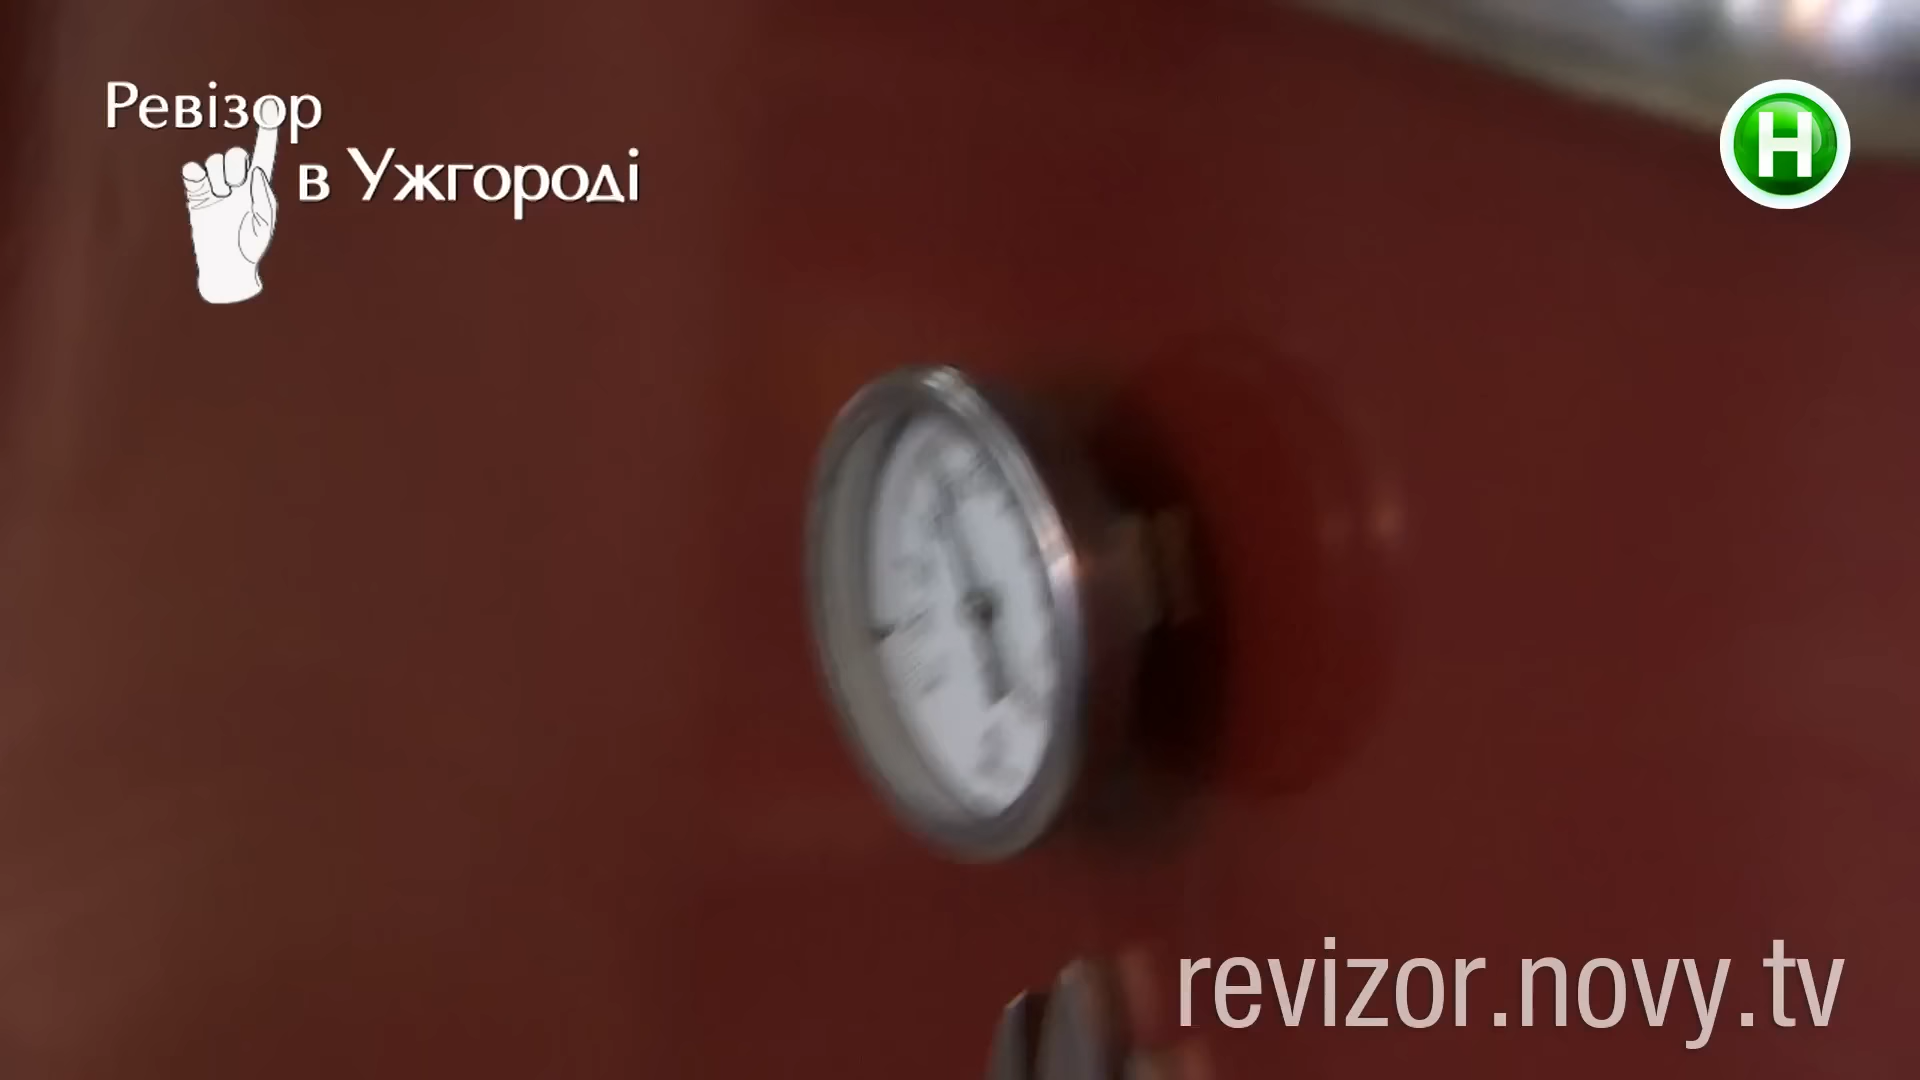 Ревізор
в Ужгороді
Н
revizor.novy.tv